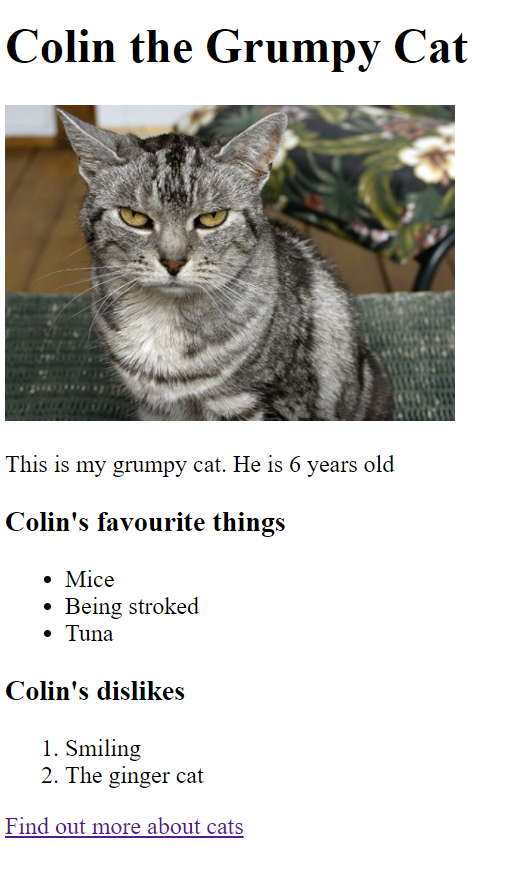 Colin the Grumpy Cat
This is my grumpy cat. He is 6 years old
Colin's favourite things
• Mice
• Being stroked
• Tuna
Colin's dislikes
1. Smiling
2. The ginger cat
Find out more about cats